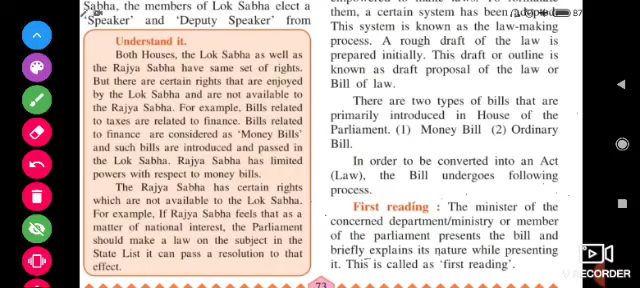 Sabha, the members of Lok Sabha elect a
'Speaker' and 'Deputy Speaker' from
Understand it.
Both Houses, the Lok Sabha as well as
the Rajya Sabha have same set of rights.
But there are certain rights that are enjoyed
by the Lok Sabha and are not available to
the Rajya Sabha. For example, Bills related
to taxes are related to finance. Bills related
to finance are considered as 'Money Bills'
and such bills are introduced and passed in
the Lok Sabha. Rajya Sabha has limited
powers with respect to money bills.
The Rajya Sabha has certain rights
which are not available to the Lok Sabha.
For example, If Rajya Sabha feels that as a
matter of national interest, the Parliament
should make a law on the subject in the
State List it can pass a resolution to that
effect.
empowered to make laws. To formulate
them, a certain system has been adopted
This system is known as the law-making
process. A rough draft of the law is
prepared initially. This draft or outline is
known as draft proposal of the law or
Bill of law.
There are two types of bills that are
primarily introduced in House of the
Parliament. (1) Money Bill (2) Ordinary
Bill.
In order to be converted into an Act
(Law), the Bill undergoes following
process.
First reading : The minister of the
concerned department/ministry or member
of the parliament presents the bill and
briefly explains its nature while presenting
it. This is called as 'first reading'.
73
87
V RECORDER